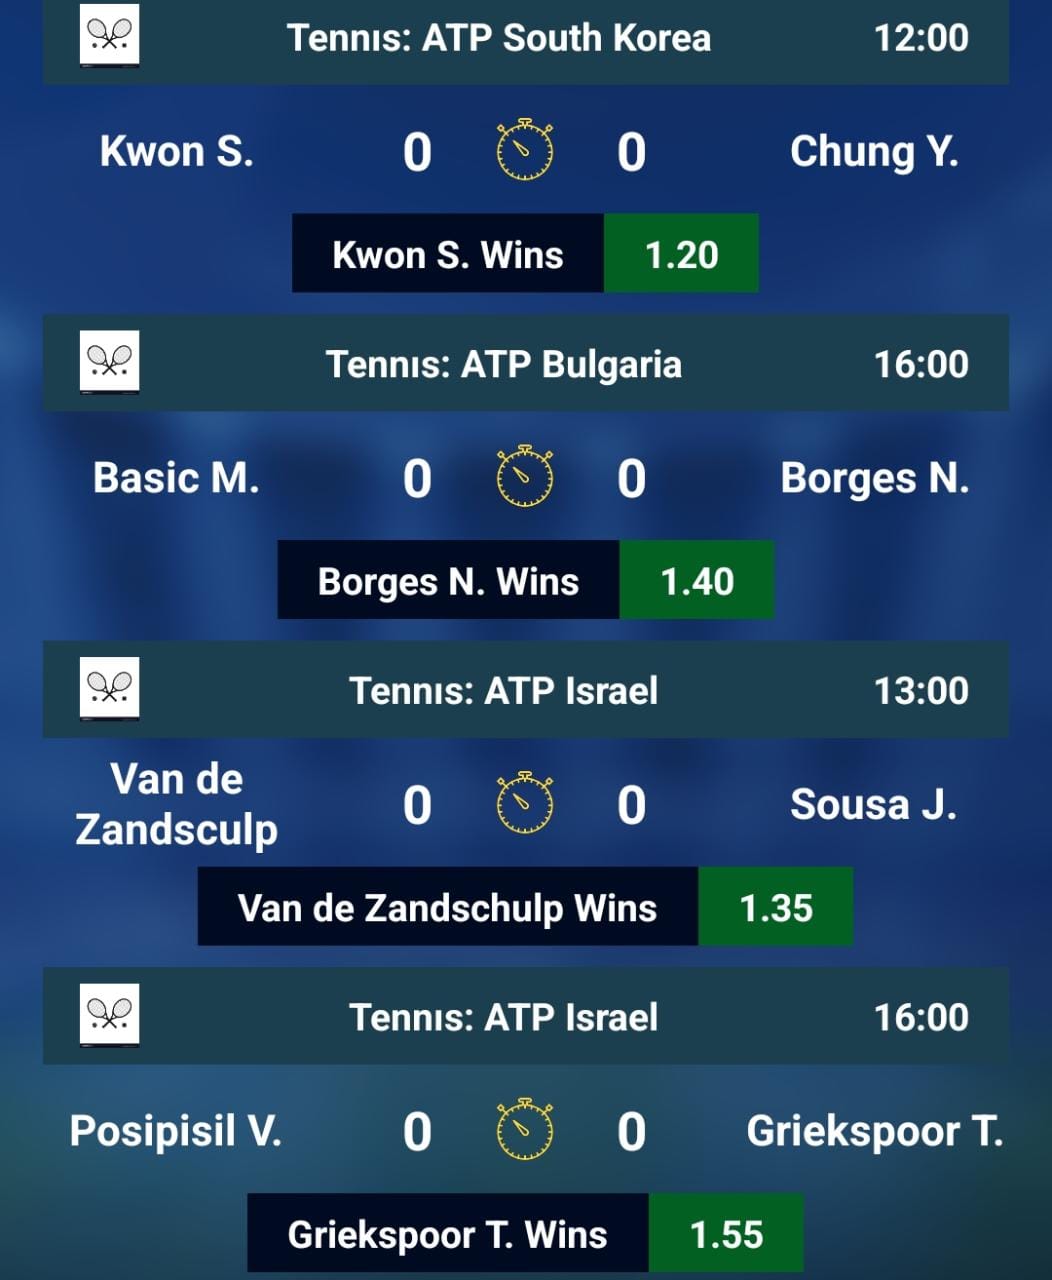 Tennıs: ATP South Korea 12:00
Kwon S. 0 0 Chung Y.
Kwon S. Wins 1.20
Tennıs: ATP Bulgaria 16:00
Basic M. 0 0 Borges N.
Borges N. Wins 1.40
Tennıs: ATP Israel 13:00
Van de
Zandsculp 0 0 Sousa J.
Van de Zandschulp Wins 1.35
Tennıs: ATP Israel 16:00
Posipisil V. 0 0 Griekspoor T.
Griekspoor T. Wins 1.55